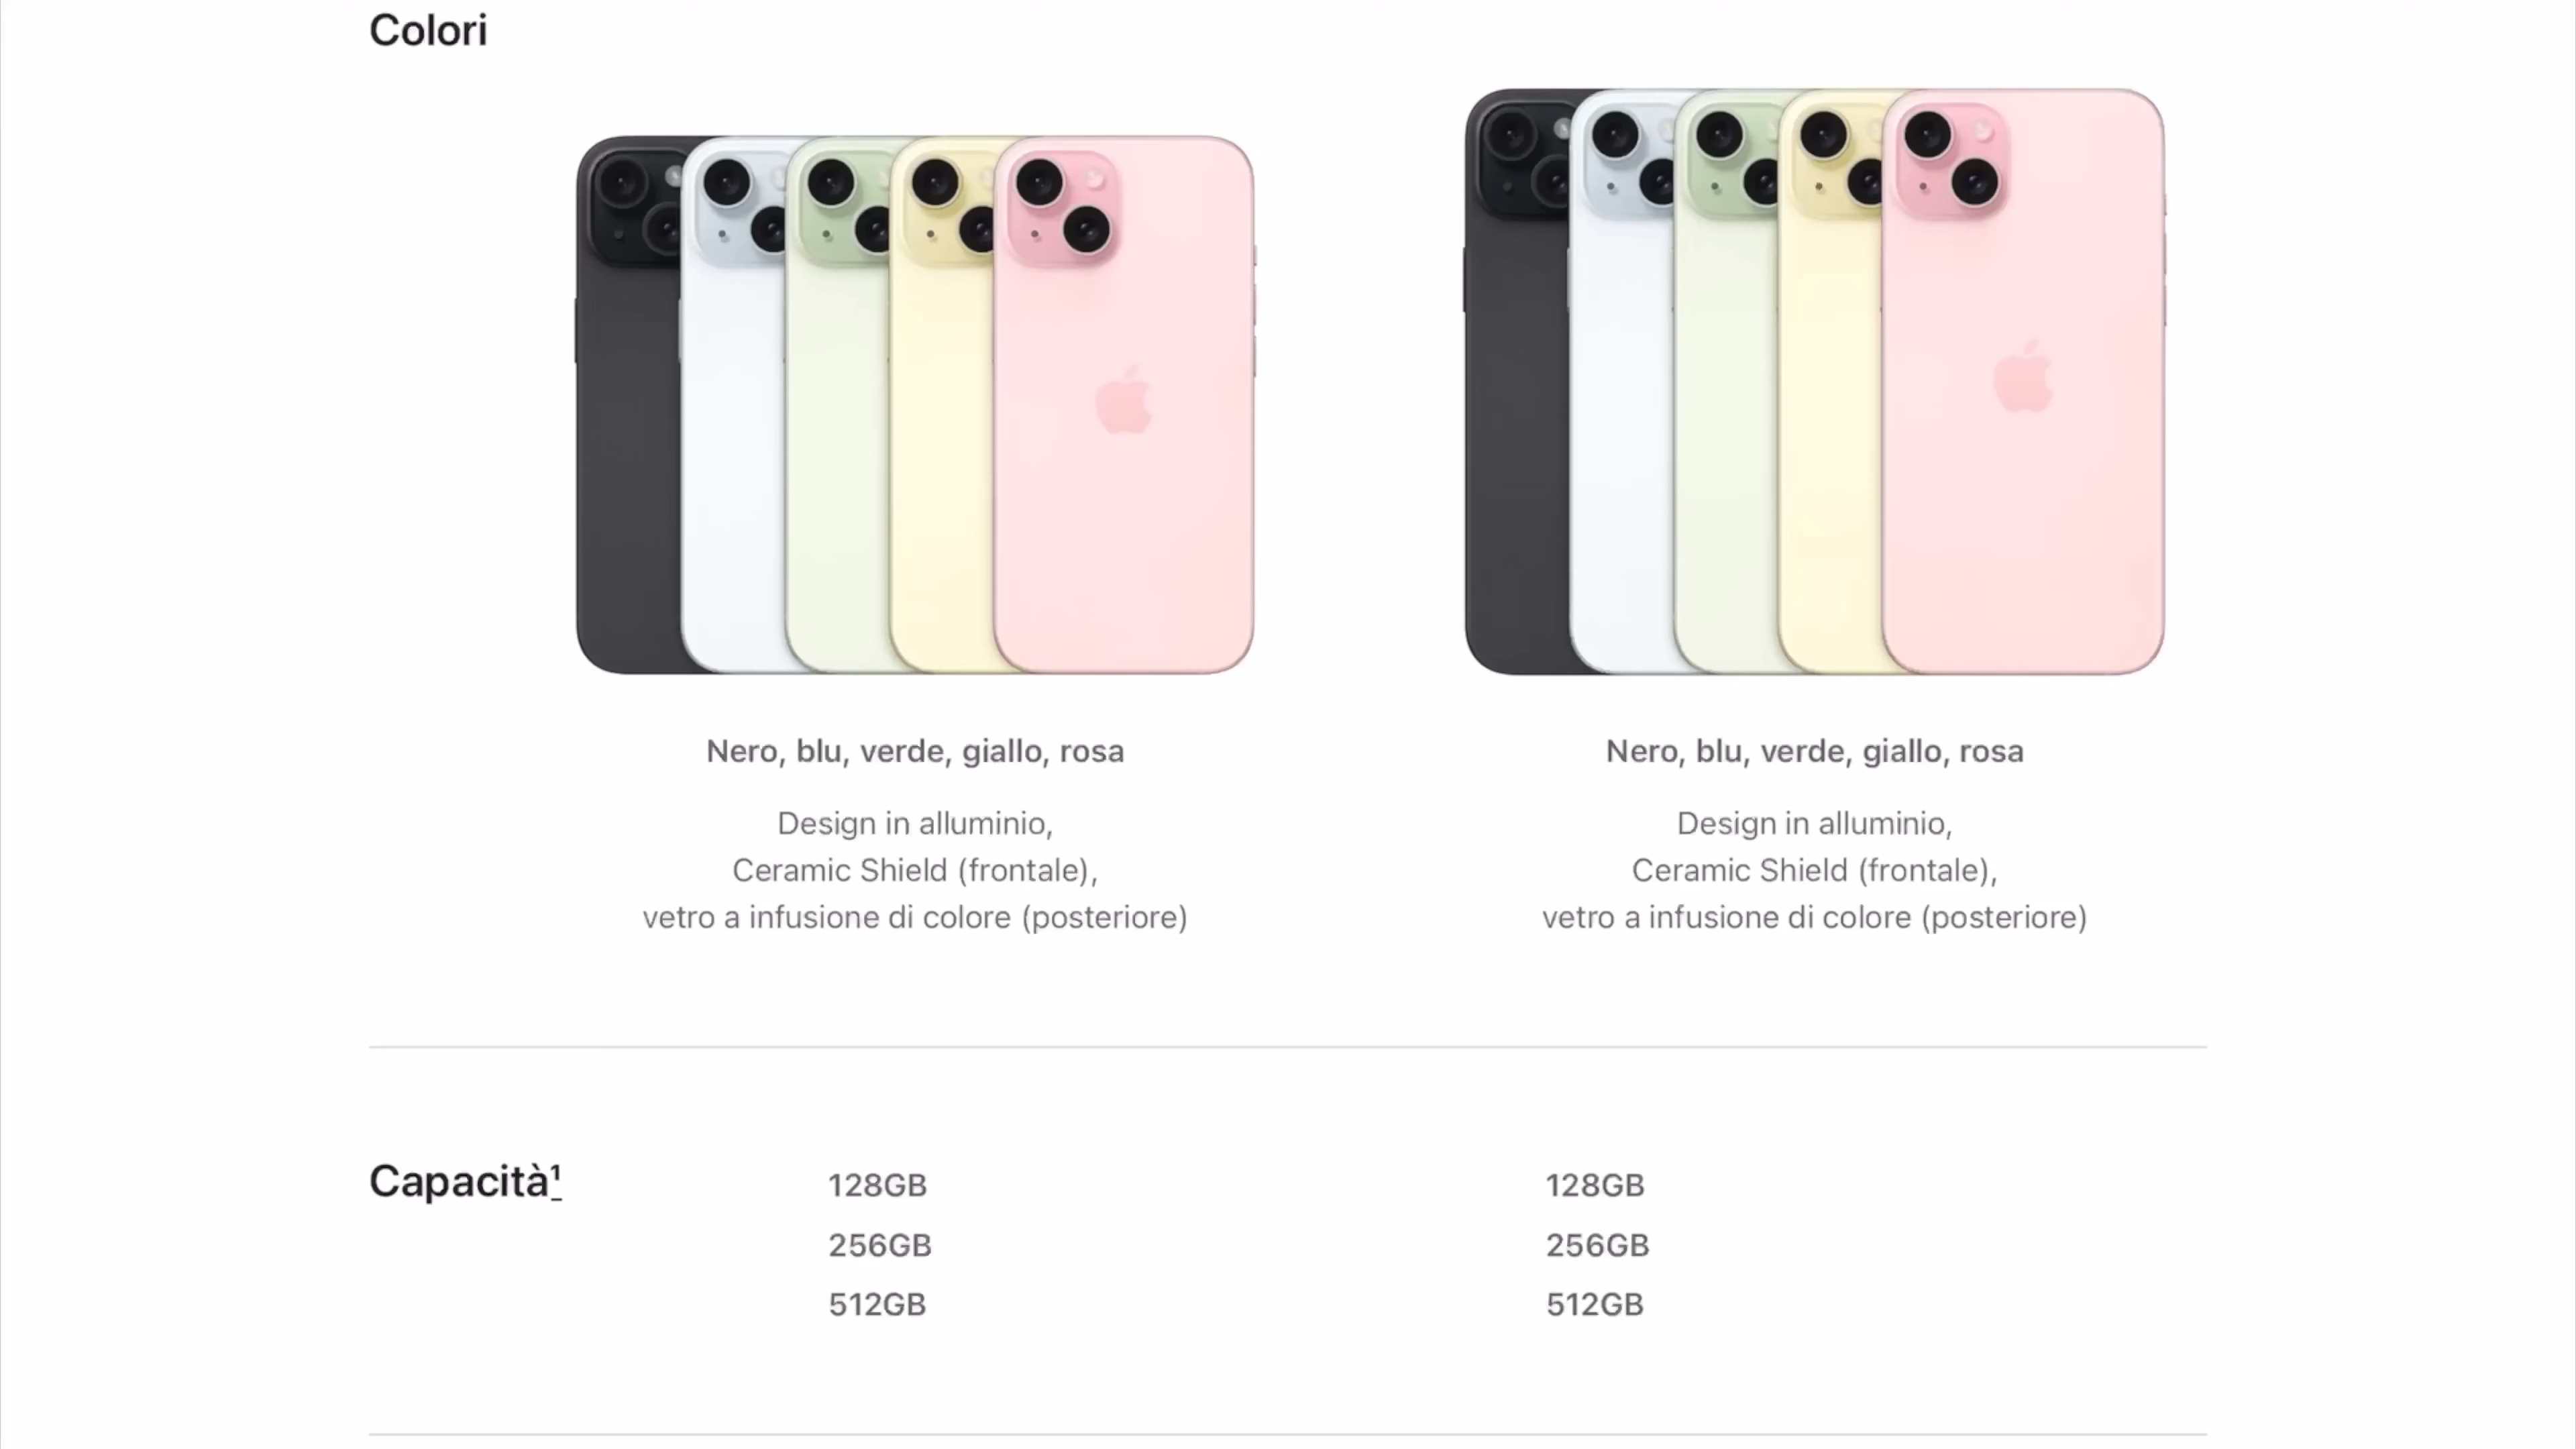 Colori
Nero, blu, verde, giallo, rosa
Design in alluminio,
Ceramic Shield (frontale),
vetro a infusione di colore (posteriore)
Nero, blu, verde, giallo, rosa
Design in alluminio,
Ceramic Shield (frontale),
vetro a infusione di colore (posteriore)
Capacità¹
128GB
256GB
512GB
128GB
256GB
512GB